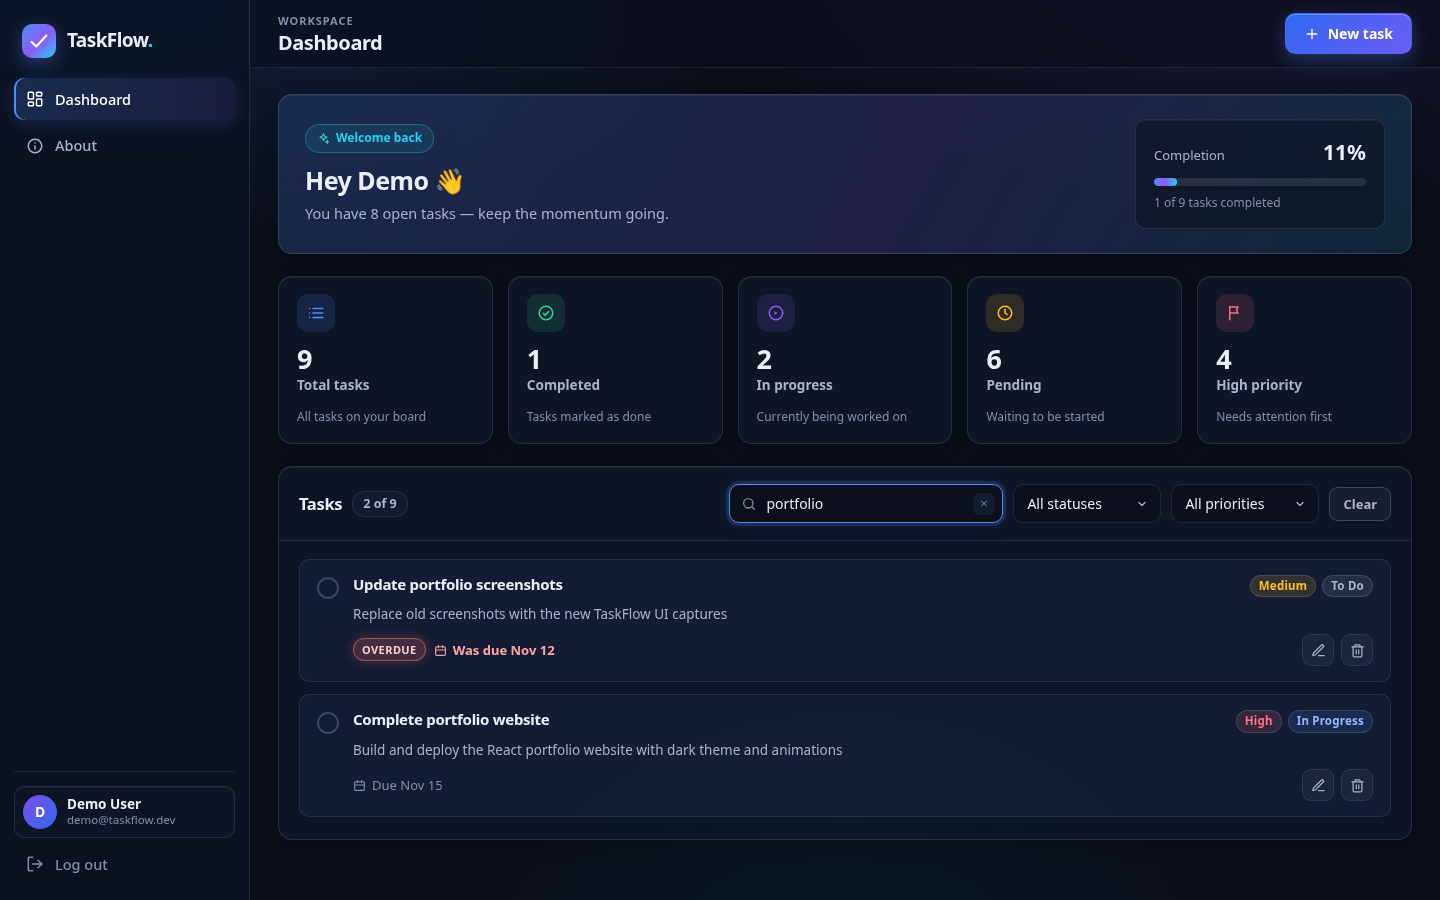 TaskFlow.
Dashboard
About
Demo User
D
demo@taskflow.dev
Log out
WORKSPACE
Dashboard
New task
Welcome back
Hey Demo 👋
You have 8 open tasks — keep the momentum going.
Completion 11%
1 of 9 tasks completed
9
Total tasks
All tasks on your board
1
Completed
Tasks marked as done
2
In progress
Currently being worked on
6
Pending
Waiting to be started
4
High priority
Needs attention first
Tasks 2 of 9 portfolio All statuses All priorities Clear
Update portfolio screenshots Medium To Do
Replace old screenshots with the new TaskFlow UI captures
OVERDUE Was due Nov 12
Complete portfolio website High In Progress
Build and deploy the React portfolio website with dark theme and animations
Due Nov 15